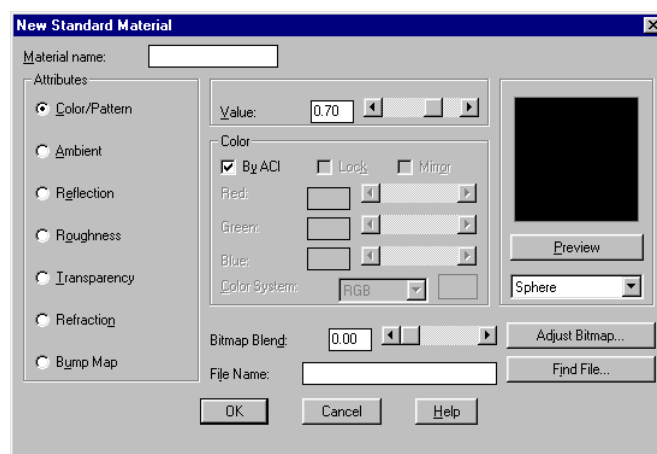 New Standard Material
Material name:
Attributes
Color/Pattern
Ambient
Reflection
Roughness
Transparency
Refraction
Bump Map
Value: 0.70
Color
By ACI Lock Mirror
Red:
Green:
Blue:
Color System: RGB
Preview
Sphere
Bitmap Blend: 0.00
Adjust Bitmap...
File Name:
Find File...
OK Cancel Help